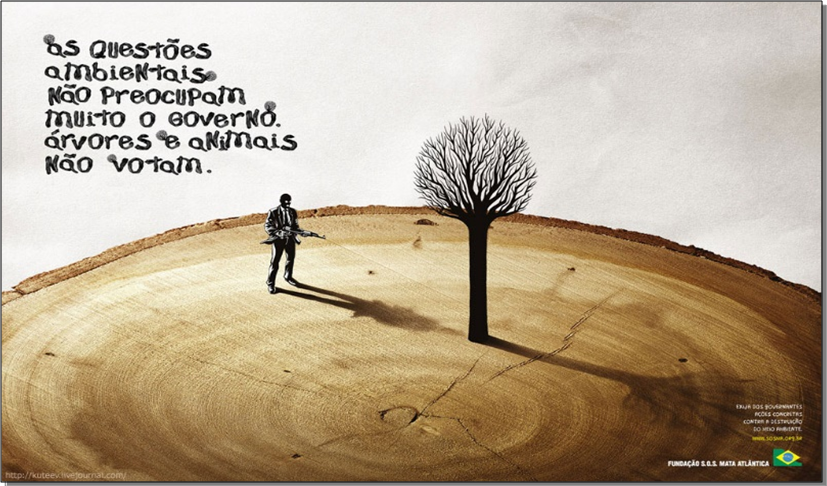 As Questões
ambientais
não preocupam
muito o governo.
árvores e animais
não votam.
EXIJA DOS GOVERNANTES
AÇÕES CONCRETAS
CONTRA A DESTRUIÇÃO
DO MEIO AMBIENTE.
WWW.SOSMA.ORG.BR
FUNDAÇÃO S.O.S. MATA ATLÂNTICA
http://kuteev.livejournal.com/